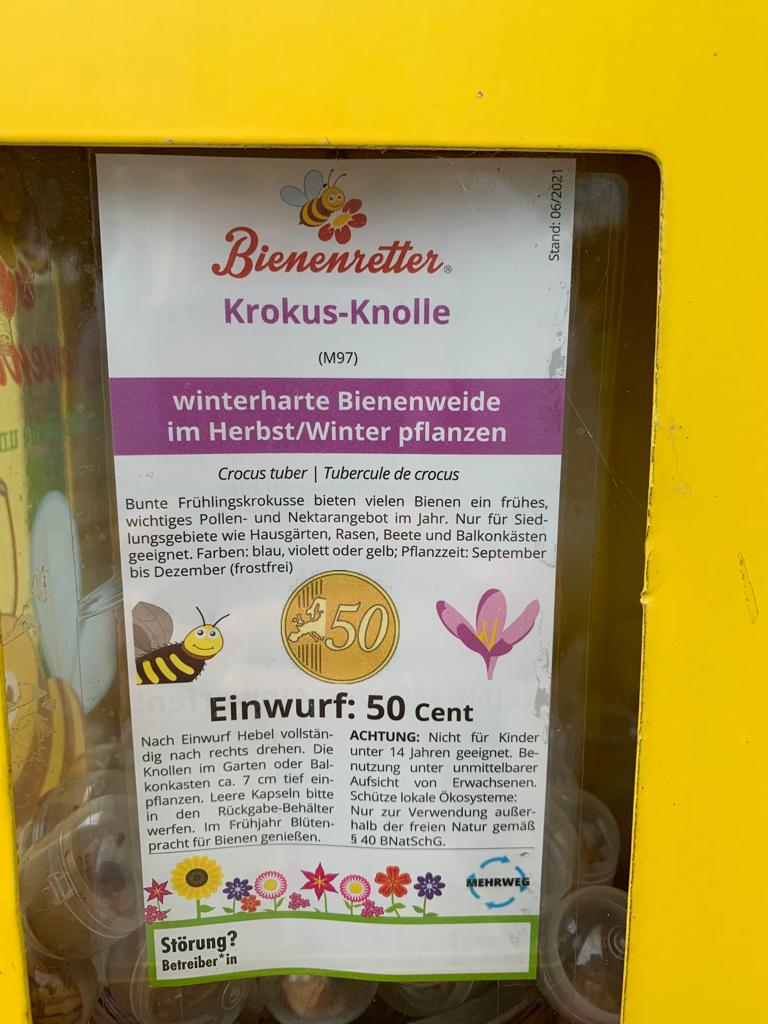 Stand: 06/2021
Bienenretter®
Krokus-Knolle
(M97)
winterharte Bienenweide
im Herbst/Winter pflanzen
Crocus tuber | Tubercule de crocus
Bunte Frühlingskrokusse bieten vielen Bienen ein frühes,
wichtiges Pollen- und Nektarangebot im Jahr. Nur für Sied-
lungsgebiete wie Hausgärten, Rasen, Beete und Balkonkästen
geeignet. Farben: blau, violett oder gelb; Pflanzzeit: September
bis Dezember (frostfrei)
50
Einwurf: 50 Cent
Nach Einwurf Hebel vollstän-
dig nach rechts drehen. Die
Knollen im Garten oder Bal-
konkasten ca. 7 cm tief ein-
pflanzen. Leere Kapseln bitte
in den Rückgabe-Behälter
werfen. Im Frühjahr Blüten-
pracht für Bienen genießen.
ACHTUNG: Nicht für Kinder
unter 14 Jahren geeignet. Be-
nutzung unter unmittelbarer
Aufsicht von Erwachsenen.
Schütze lokale Ökosysteme:
Nur zur Verwendung außer-
halb der freien Natur gemäß
§ 40 BNatSchG.
MEHRWEG
Störung?
Betreiber*in